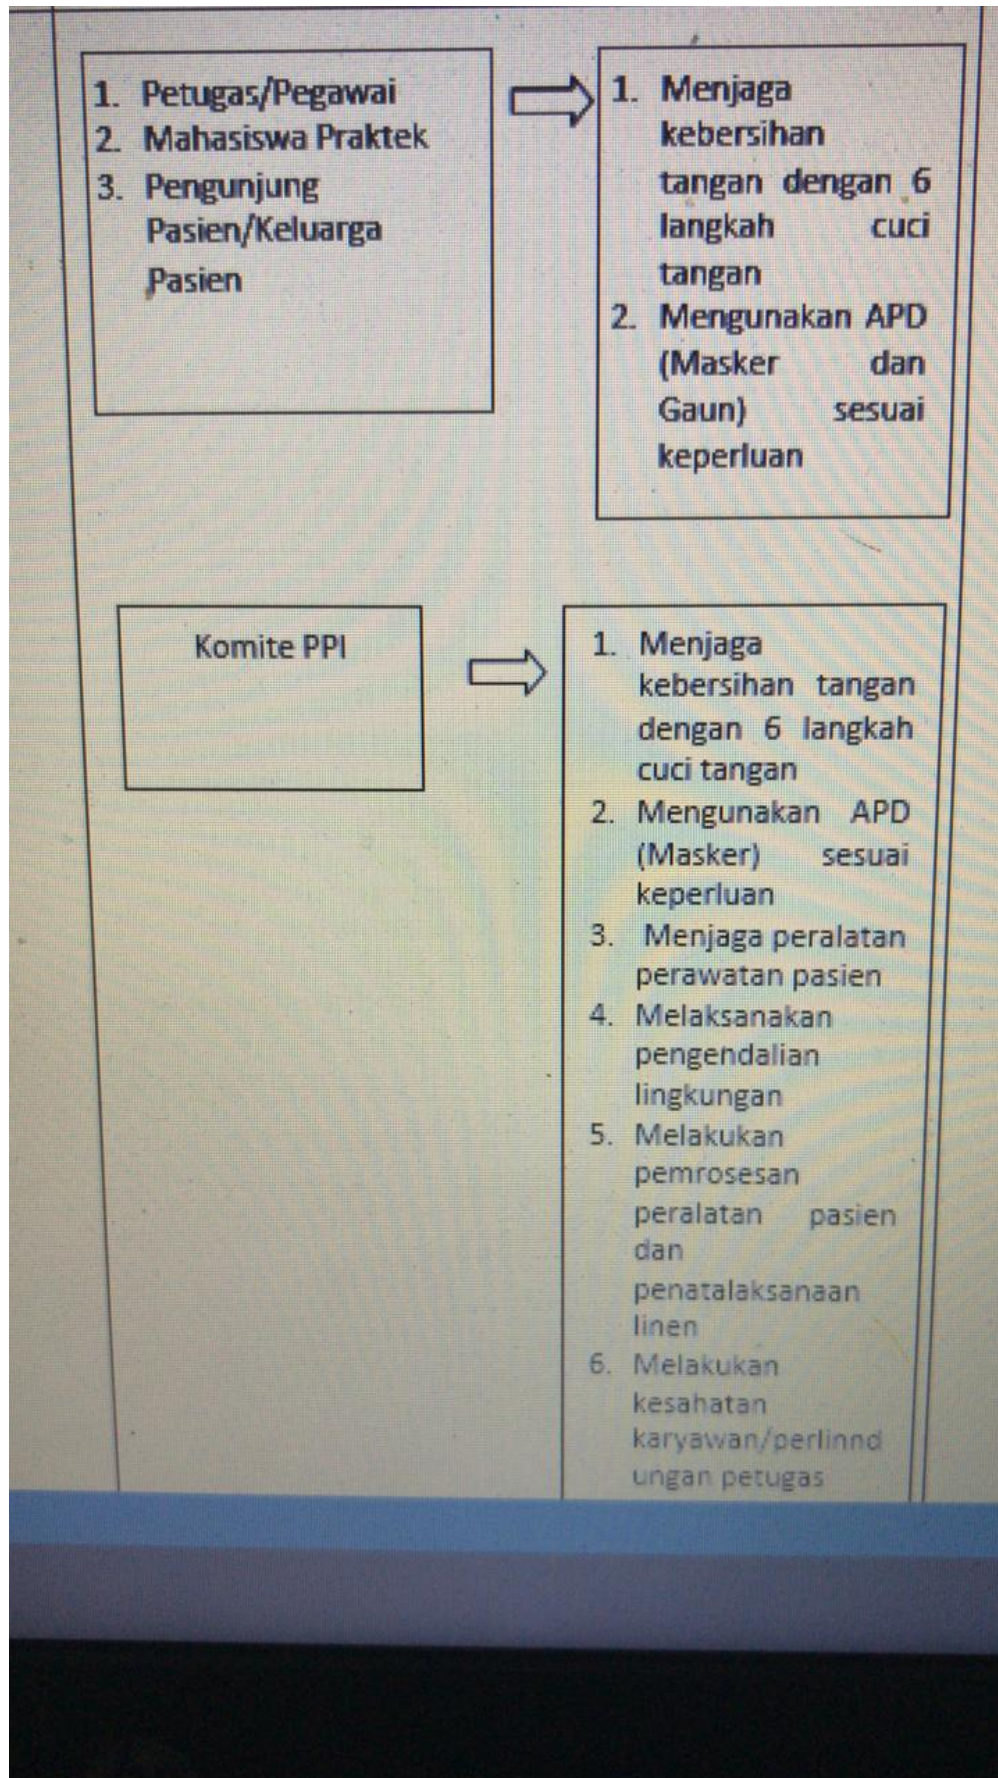 1. Petugas/Pegawai
2. Mahasiswa Praktek
3. Pengunjung
Pasien/Keluarga
Pasien
1. Menjaga
kebersihan
tangan dengan 6
langkah cuci
tangan
2. Mengunakan APD
(Masker dan
Gaun) sesuai
keperluan
Komite PPI
1. Menjaga
kebersihan tangan
dengan 6 langkah
cuci tangan
2. Mengunakan APD
(Masker) sesuai
keperluan
3. Menjaga peralatan
perawatan pasien
4. Melaksanakan
pengendalian
lingkungan
5. Melakukan
pemrosesan
peralatan pasien
dan
penatalaksanaan
linen
6. Melakukan
kesahatan
karyawan/perlinnd
ungan petugas